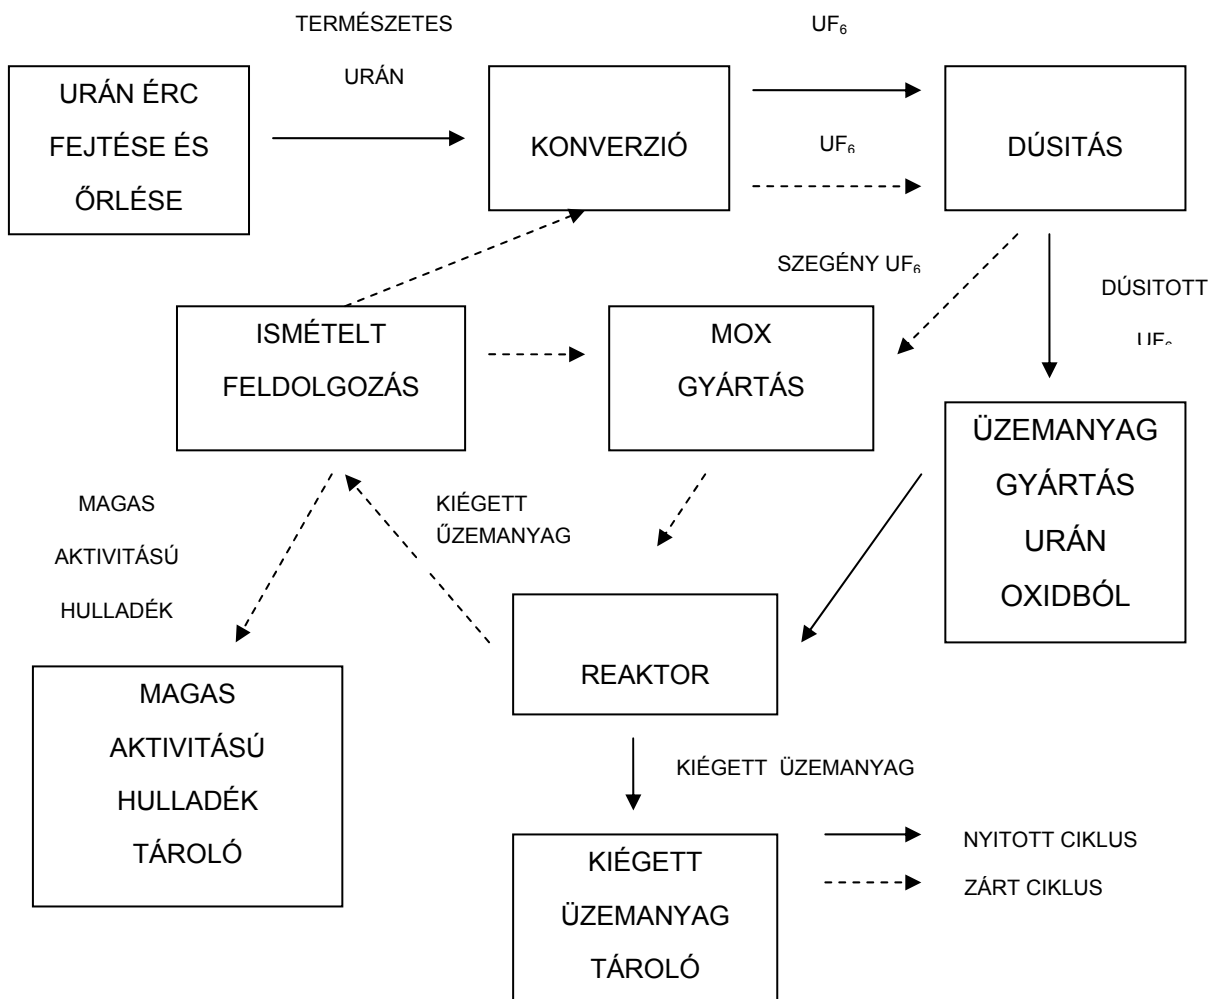 TERMÉSZETES
URÁN
UF₆
URÁN ÉRC
FEJTÉSE ÉS
ŐRLÉSE
KONVERZIÓ
UF₆
DÚSITÁS
SZEGÉNY UF₆
DÚSITOTT
UF₆
ISMÉTELT
FELDOLGOZÁS
MOX
GYÁRTÁS
ÜZEMANYAG
GYÁRTÁS
URÁN
OXIDBÓL
MAGAS
AKTIVITÁSÚ
HULLADÉK
KIÉGETT
ŰZEMANYAG
REAKTOR
MAGAS
AKTIVITÁSÚ
HULLADÉK
TÁROLÓ
KIÉGETT ÜZEMANYAG
KIÉGETT
ÜZEMANYAG
TÁROLÓ
NYITOTT CIKLUS
ZÁRT CIKLUS